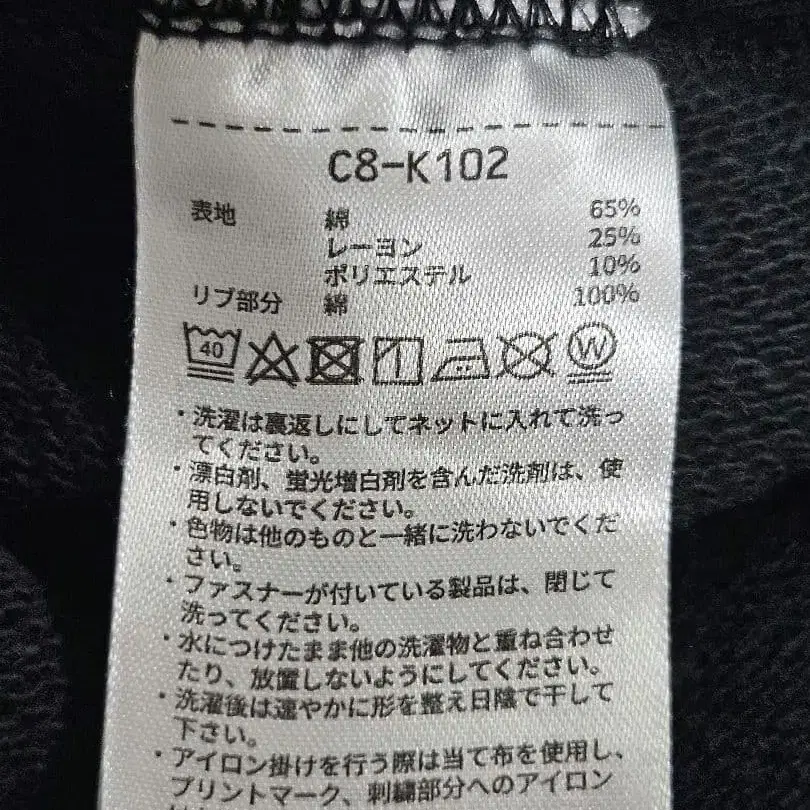 C8-K102
表地 綿 65%
レーヨン 25%
ポリエステル 10%
リブ部分 綿 100%
40 W
・洗濯は裏返しにしてネットに入れて洗っ
てください。
・漂白剤、蛍光増白剤を含んだ洗剤は、使
用しないでください。
・色物は他のものと一緒に洗わないでくだ
さい。
・ファスナーが付いている製品は、閉じて
洗ってください。
・水につけたまま他の洗濯物と重ね合わせ
たり、放置しないようにしてください。
・洗濯後は速やかに形を整え日陰で干して
下さい。
・アイロン掛けを行う際は当て布を使用し、
プリントマーク、刺繍部分へのアイロン